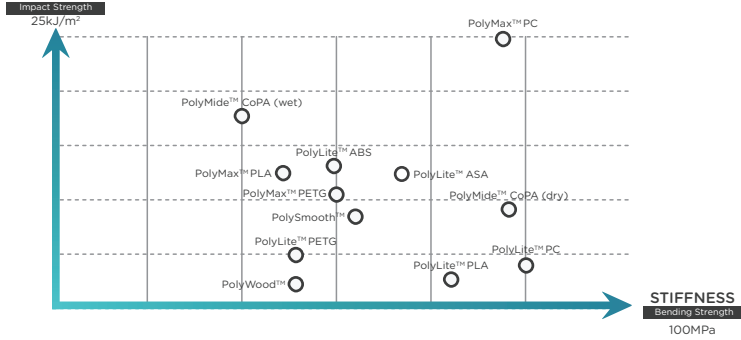 Impact Strength
25kJ/m²
PolyMax™ PC
PolyMide™ CoPA (wet)
PolyLite™ ABS
PolyMax™ PLA
PolyLite™ ASA
PolyMax™ PETG
PolyMide™ CoPA (dry)
PolySmooth™
PolyLite™ PETG
PolyLite™ PC
PolyLite™ PLA
PolyWood™
STIFFNESS
Bending Strength
100MPa